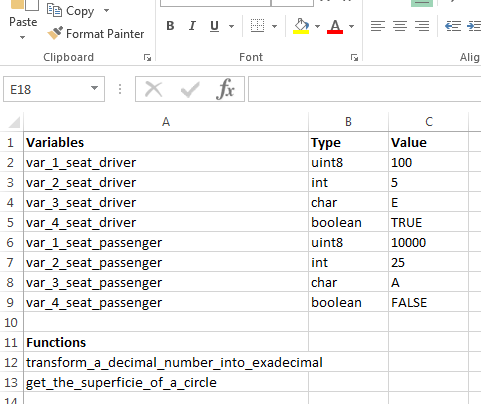 Copy
Paste
Format Painter
B I U A
Clipboard Font Alig
E18 fx
A B C
1 Variables Type Value
2 var_1_seat_driver uint8 100
3 var_2_seat_driver int 5
4 var_3_seat_driver char E
5 var_4_seat_driver boolean TRUE
6 var_1_seat_passenger uint8 10000
7 var_2_seat_passenger int 25
8 var_3_seat_passenger char A
9 var_4_seat_passenger boolean FALSE
10
11 Functions
12 transform_a_decimal_number_into_exadecimal
13 get_the_superficie_of_a_circle
14